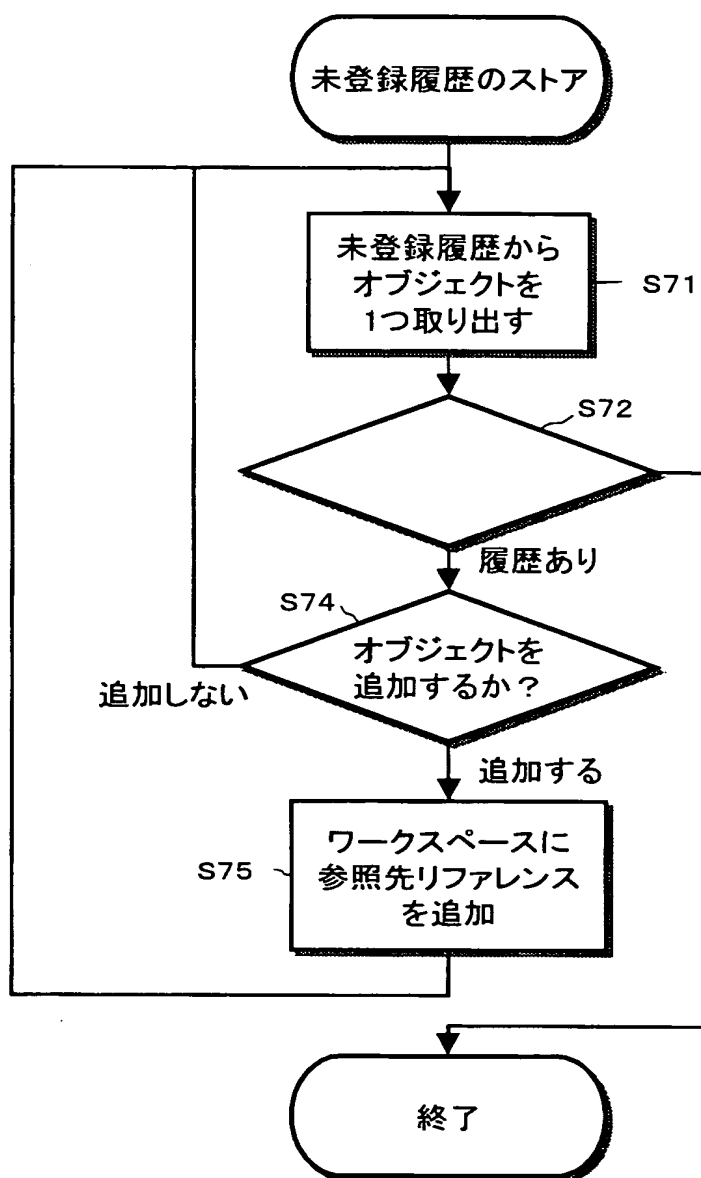 未登録履歴のストア
未登録履歴から
オブジェクトを
1つ取り出す
S71
S72
履歴あり
S74
オブジェクトを
追加するか？
追加しない
追加する
S75
ワークスペースに
参照先リファレンス
を追加
終了